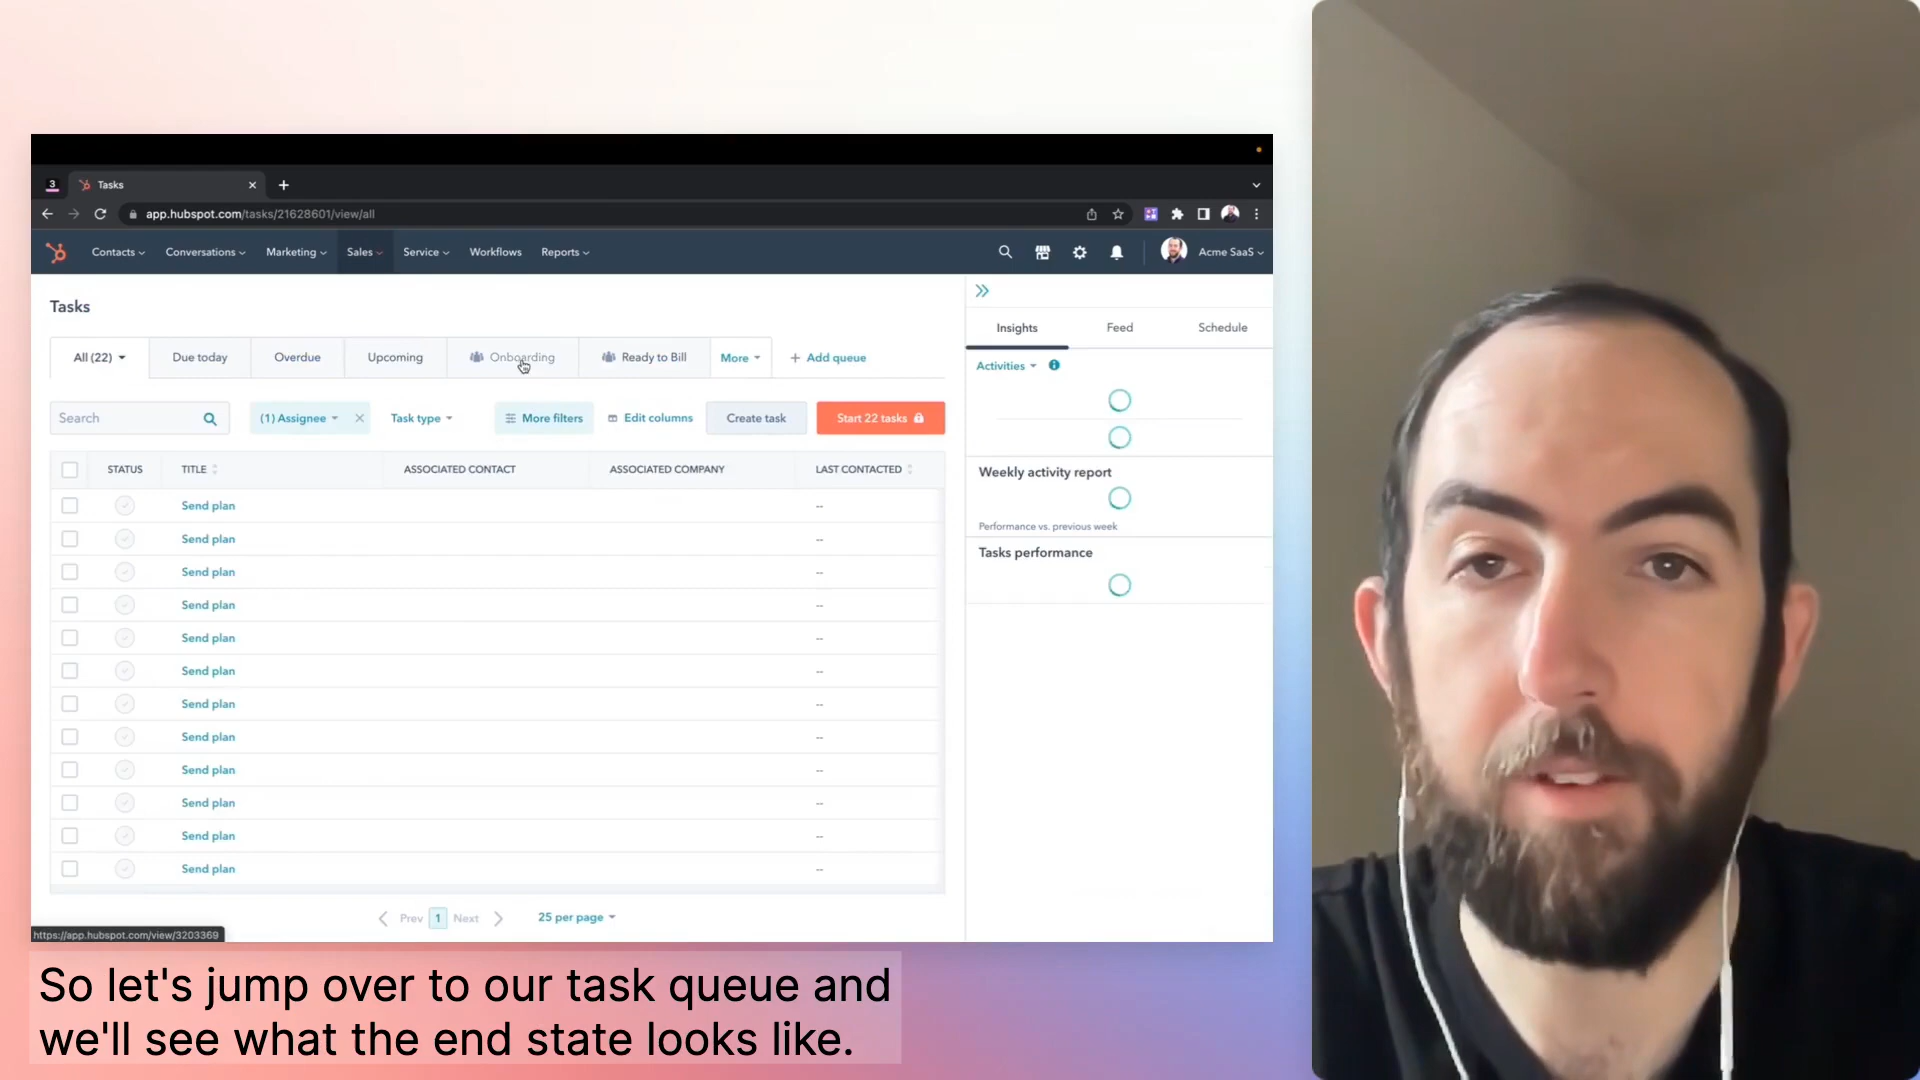 3
Tasks
app.hubspot.com/tasks/21628601/view/all
Contacts
Conversations
Marketing
Sales
Service
Workflows
Reports
Acme SaaS
Tasks
All (22)
Due today
Overdue
Upcoming
Onboarding
Ready to Bill
More
+ Add queue
Search
(1) Assignee
Task type
More filters
Edit columns
Create task
Start 22 tasks
STATUS
TITLE
ASSOCIATED CONTACT
ASSOCIATED COMPANY
LAST CONTACTED
Send plan
--
Send plan
--
Send plan
--
Send plan
--
Send plan
--
Send plan
--
Send plan
--
Send plan
--
Send plan
--
Send plan
--
Send plan
--
Send plan
--
Prev
1
Next
25 per page
Insights
Feed
Schedule
Activities
Weekly activity report
Performance vs. previous week
Tasks performance
https://app.hubspot.com/view/3203369
So let's jump over to our task queue and
we'll see what the end state looks like.